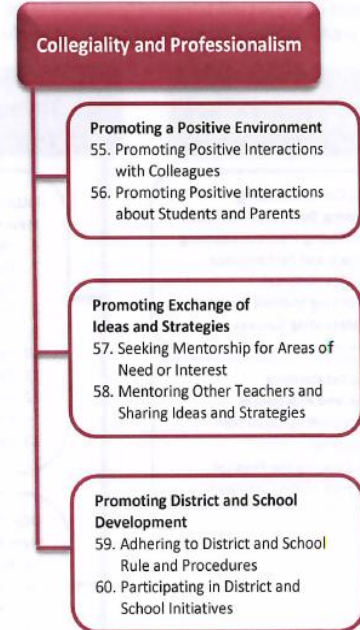 Collegiality and Professionalism
Promoting a Positive Environment
55. Promoting Positive Interactions
with Colleagues
56. Promoting Positive Interactions
about Students and Parents
Promoting Exchange of
Ideas and Strategies
57. Seeking Mentorship for Areas of
Need or Interest
58. Mentoring Other Teachers and
Sharing Ideas and Strategies
Promoting District and School
Development
59. Adhering to District and School
Rule and Procedures
60. Participating in District and
School Initiatives